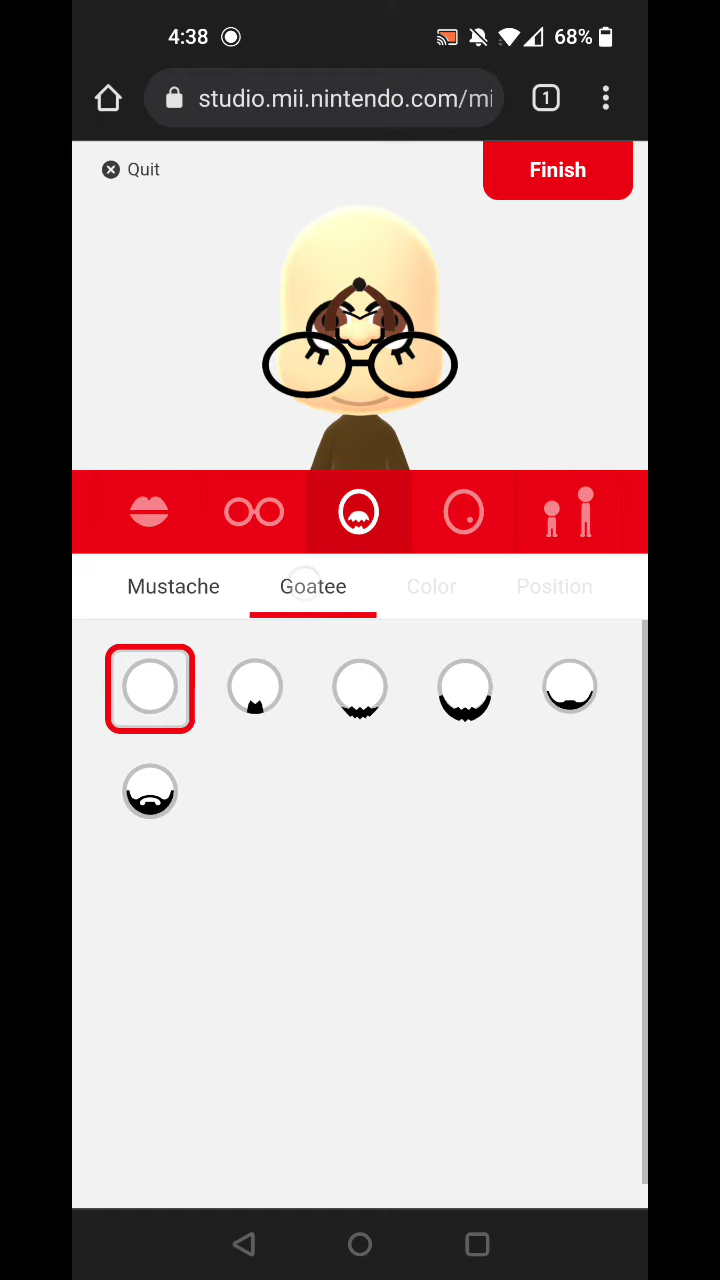 4:38 68%
studio.mii.nintendo.com/mi
1
Quit
Finish
Mustache Goatee Color Position